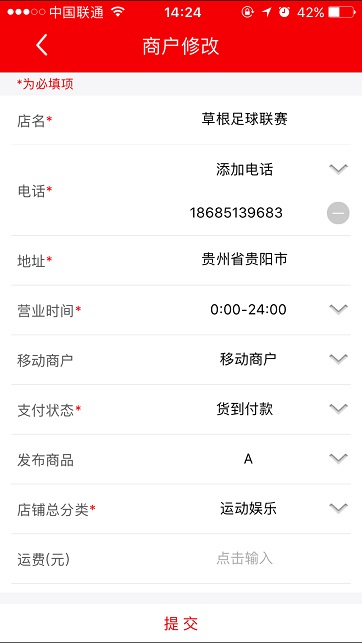 中国联通 14:24 42%
商户修改
*为必填项
店名* 草根足球联赛
添加电话
电话*
18685139683
地址* 贵州省贵阳市
营业时间* 0:00-24:00
移动商户 移动商户
支付状态* 货到付款
发布商品 A
店铺总分类* 运动娱乐
运费(元) 点击输入
提 交